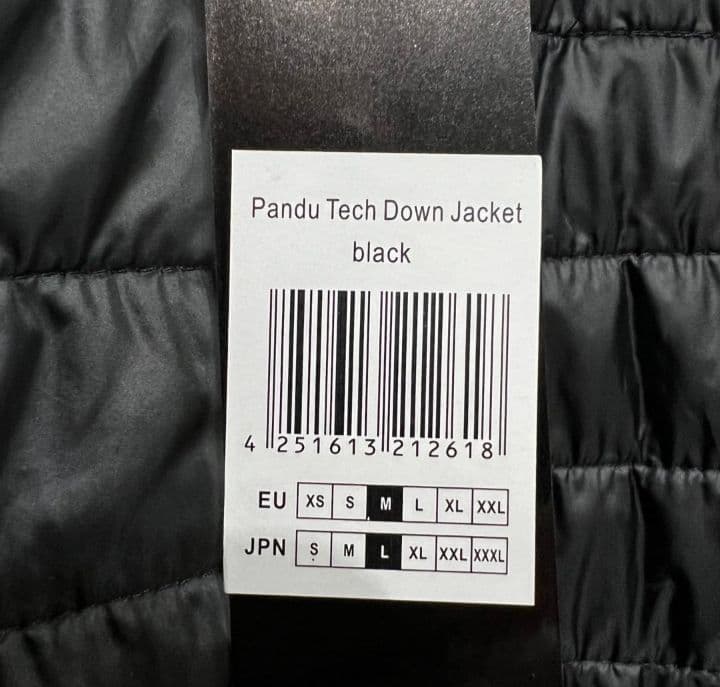 Pandu Tech Down Jacket
black
4 251613 212618
EU XS S M L XL XXL
JPN S M L XL XXL XXXL